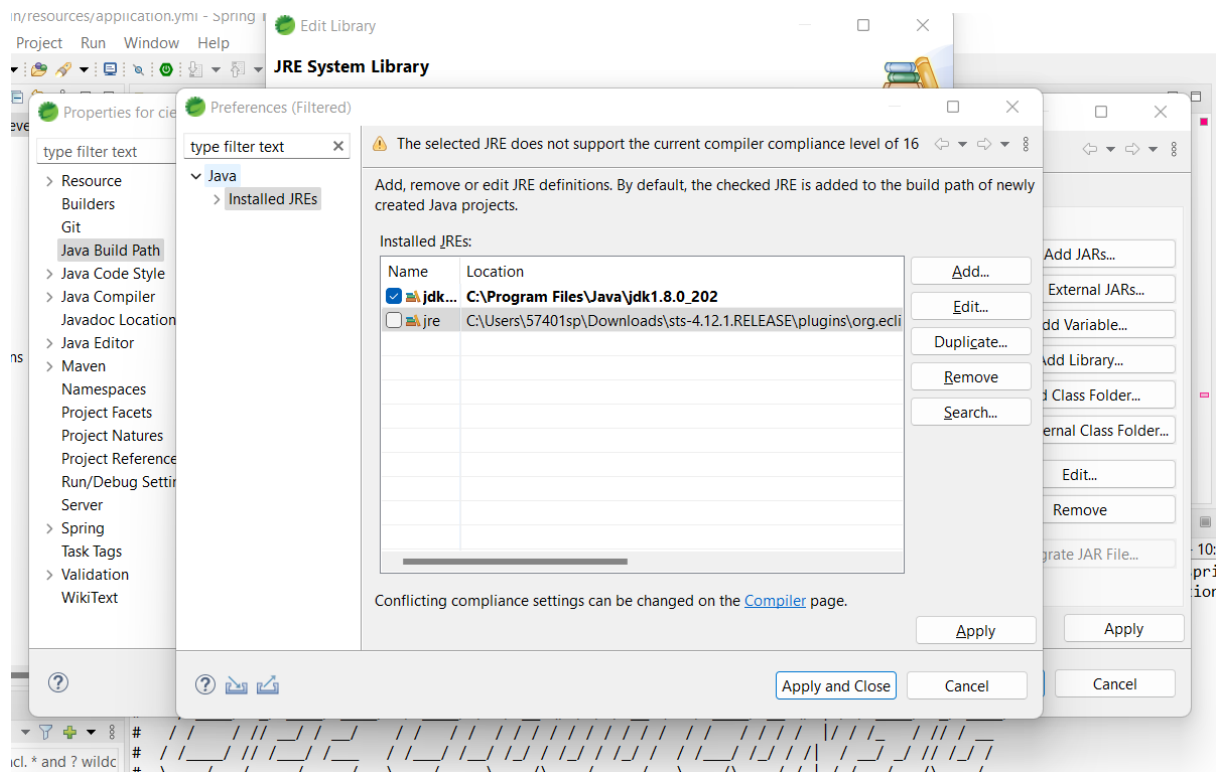 in/resources/application.yml - Spring
Project Run Window Help
Edit Library
JRE System Library
Properties for cie
type filter text
Resource
Builders
Git
Java Build Path
Java Code Style
Java Compiler
Javadoc Location
Java Editor
Maven
Namespaces
Project Facets
Project Natures
Project Reference
Run/Debug Settin
Server
Spring
Task Tags
Validation
WikiText
Preferences (Filtered)
type filter text
Java
Installed JREs
The selected JRE does not support the current compiler compliance level of 16
Add, remove or edit JRE definitions. By default, the checked JRE is added to the build path of newly
created Java projects.
Installed JREs:
Name Location
jdk... C:\Program Files\Java\jdk1.8.0_202
jre C:\Users\57401sp\Downloads\sts-4.12.1.RELEASE\plugins\org.ecli
Add...
Edit...
Duplicate...
Remove
Search...
Conflicting compliance settings can be changed on the Compiler page.
Apply
Apply and Close
Cancel
Add JARs...
External JARs...
dd Variable...
Add Library...
d Class Folder...
ernal Class Folder...
Edit...
Remove
grate JAR File...
Apply
Cancel
10:
pri
ion
ncl. * and ? wildc